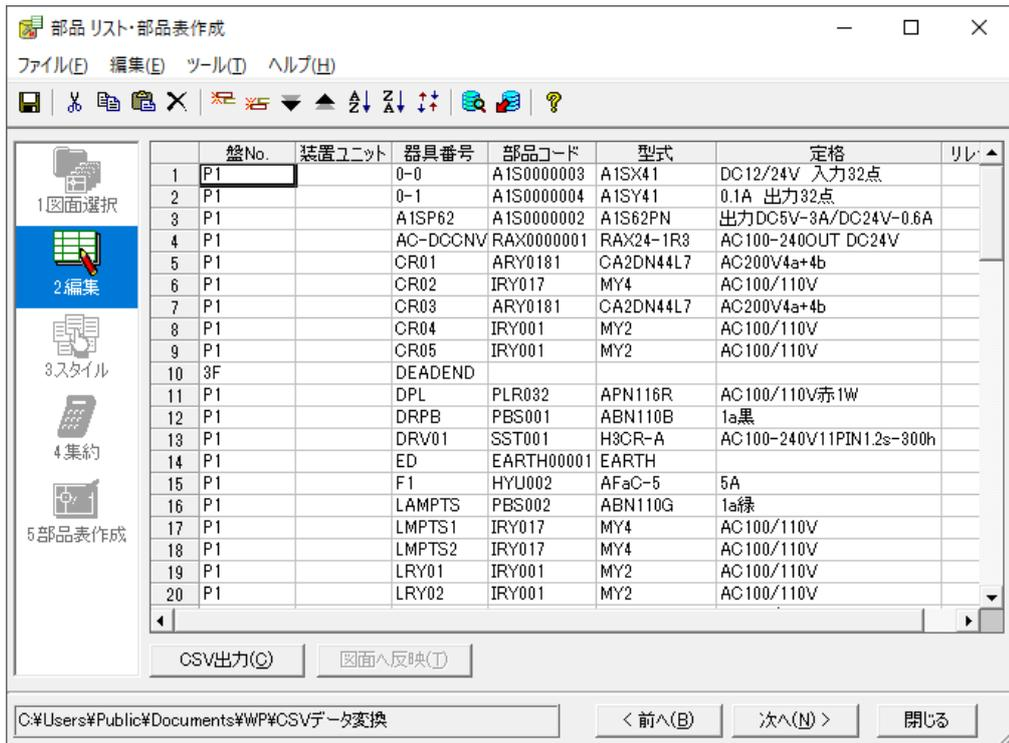 部品 リスト・部品表作成
ファイル(F) 編集(E) ツール(T) ヘルプ(H)
盤No. 装置ユニット 器具番号 部品コード 型式 定格 リレ
1 P1 0-0 A1S0000003 A1SX41 DC12/24V 入力32点
2 P1 0-1 A1S0000004 A1SY41 0.1A 出力32点
3 P1 A1SP62 A1S0000002 A1S62PN 出力DC5V-3A/DC24V-0.6A
4 P1 AC-DCCNV RAX0000001 RAX24-1R3 AC100-240OUT DC24V
5 P1 CR01 ARY0181 CA2DN44L7 AC200V4a+4b
6 P1 CR02 IRY017 MY4 AC100/110V
7 P1 CR03 ARY0181 CA2DN44L7 AC200V4a+4b
8 P1 CR04 IRY001 MY2 AC100/110V
9 P1 CR05 IRY001 MY2 AC100/110V
10 3F DEADEND
11 P1 DPL PLR032 APN116R AC100/110V赤1W
12 P1 DRPB PBS001 ABN110B 1a黒
13 P1 DRV01 SST001 H3CR-A AC100-240V11PIN1.2s-300h
14 P1 ED EARTH00001 EARTH
15 P1 F1 HYU002 AFaC-5 5A
16 P1 LAMPTS PBS002 ABN110G 1a緑
17 P1 LMPTS1 IRY017 MY4 AC100/110V
18 P1 LMPTS2 IRY017 MY4 AC100/110V
19 P1 LRY01 IRY001 MY2 AC100/110V
20 P1 LRY02 IRY001 MY2 AC100/110V
1.図面選択
2.編集
3.スタイル
4.集約
5.部品表作成
CSV出力(C) 図面へ反映(T)
C:¥Users¥Public¥Documents¥WP¥CSVデータ変換 < 前へ(B) 次へ(N) > 閉じる